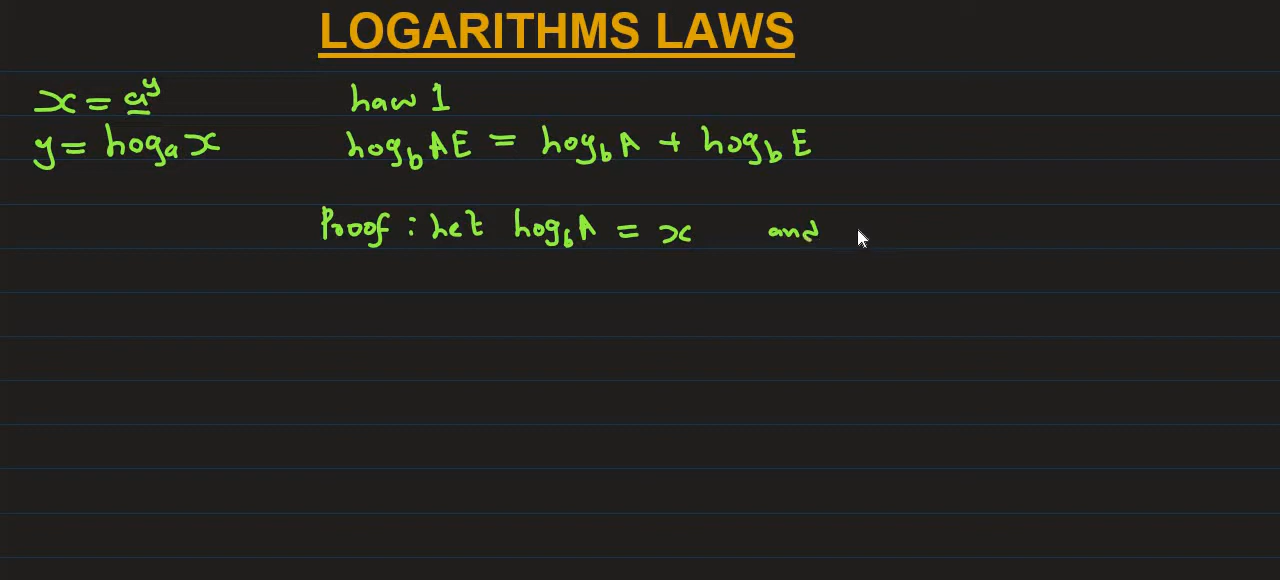 LOGARITHMS LAWS
x = a^y
y = Log_a x
Law 1
Log_b AE = Log_b A + Log_b E
Proof : Let Log_b A = x and